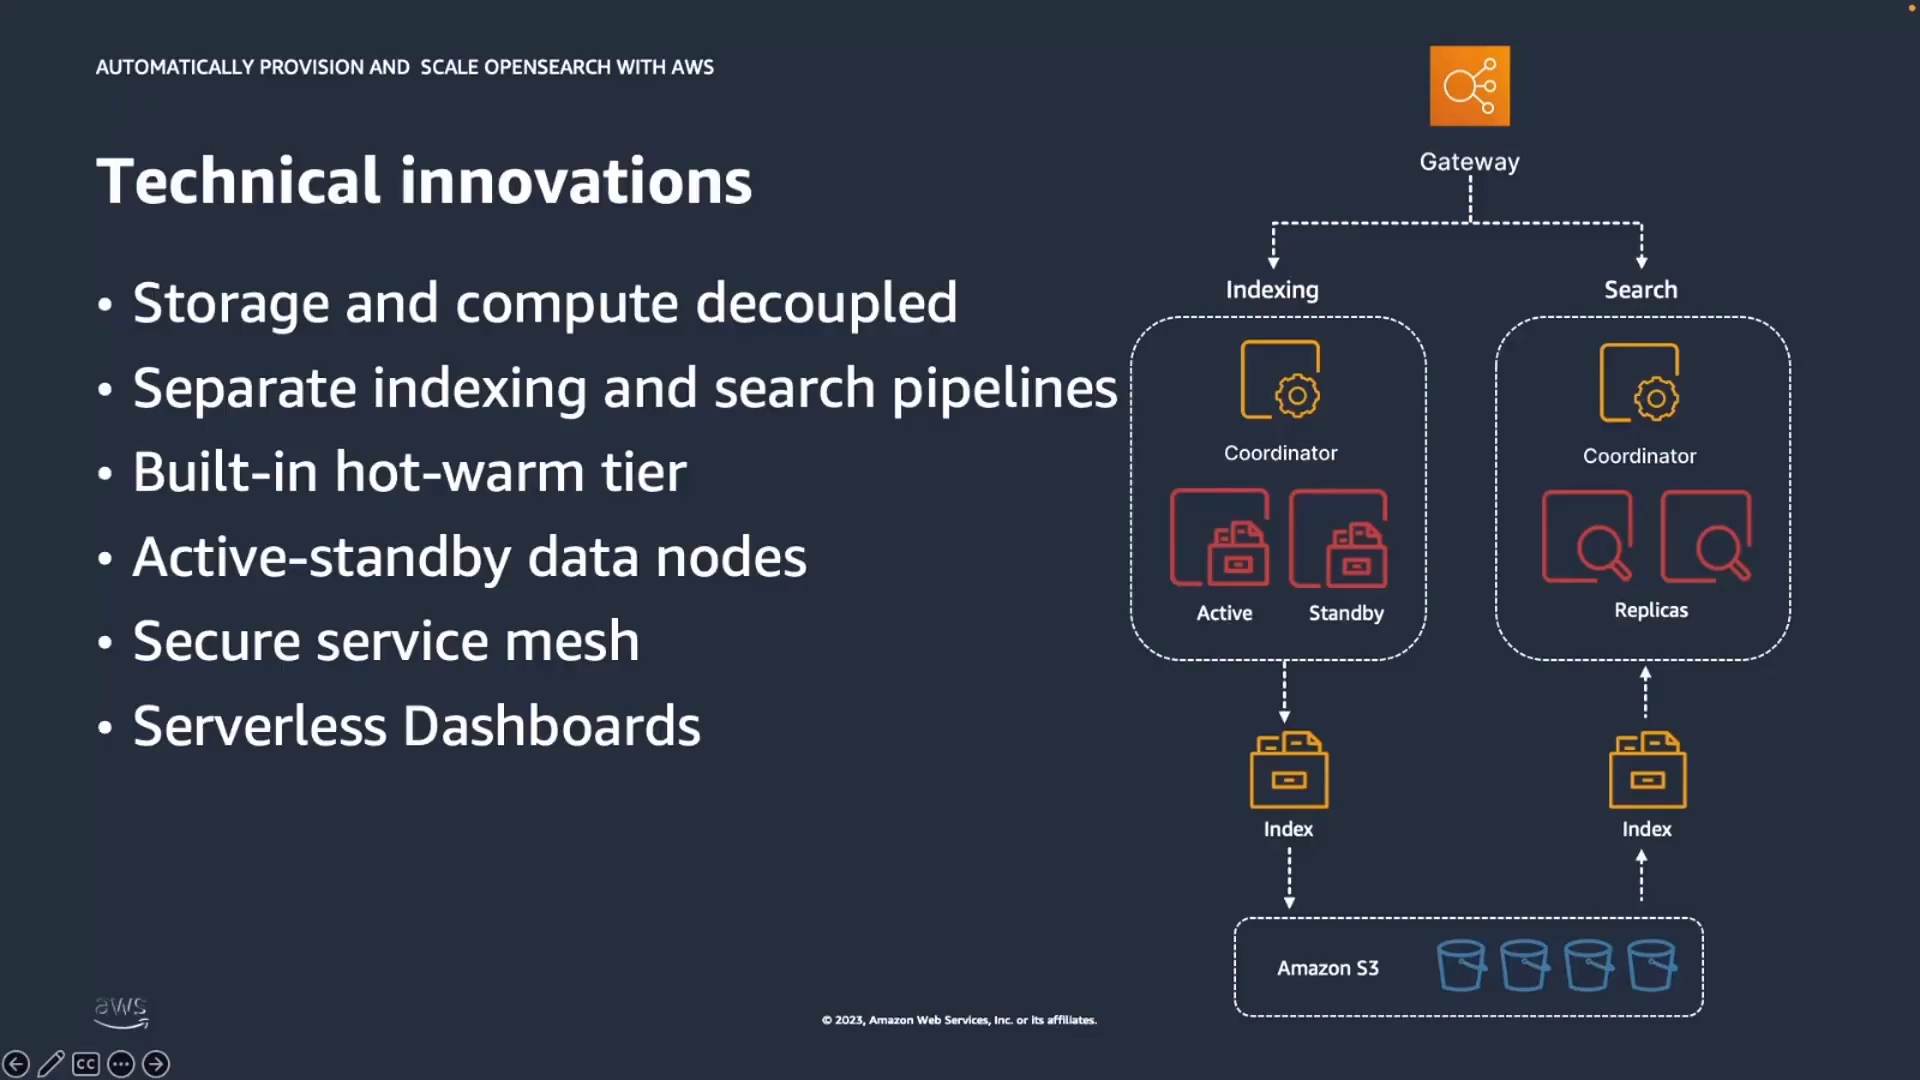 AUTOMATICALLY PROVISION AND SCALE OPENSEARCH WITH AWS
Technical innovations
• Storage and compute decoupled
• Separate indexing and search pipelines
• Built-in hot-warm tier
• Active-standby data nodes
• Secure service mesh
• Serverless Dashboards
Gateway
Indexing
Search
Coordinator
Coordinator
Active
Standby
Replicas
Index
Index
Amazon S3
aws
© 2023, Amazon Web Services, Inc. or its affiliates.
CC